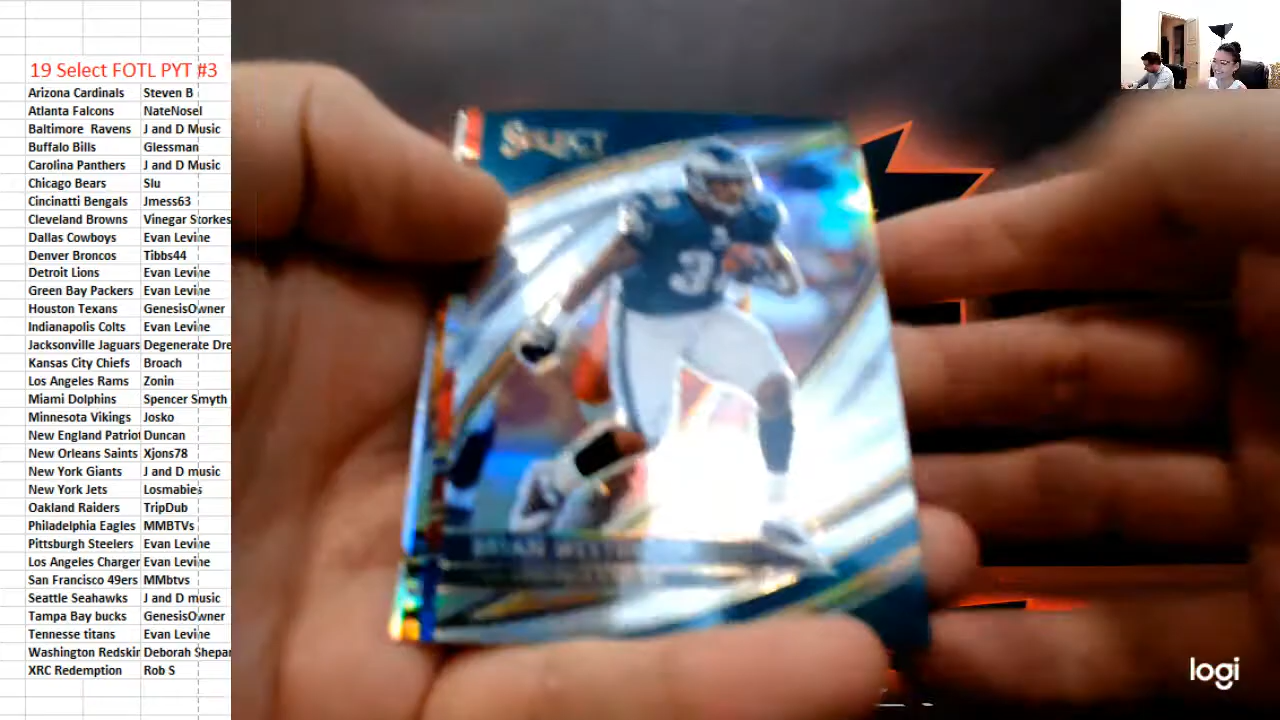 19 Select FOTL PYT #3
Arizona Cardinals Steven B
Atlanta Falcons NateNosel
Baltimore Ravens J and D Music
Buffalo Bills Glessman
Carolina Panthers J and D Music
Chicago Bears Slu
Cincinatti Bengals Jmess63
Cleveland Browns Vinegar Storkes
Dallas Cowboys Evan Levine
Denver Broncos Tibbs44
Detroit Lions Evan Levine
Green Bay Packers Evan Levine
Houston Texans GenesisOwner
Indianapolis Colts Evan Levine
Jacksonville Jaguars Degenerate Dre
Kansas City Chiefs Broach
Los Angeles Rams Zonin
Miami Dolphins Spencer Smyth
Minnesota Vikings Josko
New England Patriot Duncan
New Orleans Saints Xjons78
New York Giants J and D music
New York Jets Losmabies
Oakland Raiders TripDub
Philadelphia Eagles MMBTVs
Pittsburgh Steelers Evan Levine
Los Angeles Charger Evan Levine
San Francisco 49ers MMbtvs
Seattle Seahawks J and D music
Tampa Bay bucks GenesisOwner
Tennesse titans Evan Levine
Washington Redskin Deborah Shepar
XRC Redemption Rob S
SELECT
BRIAN
logi